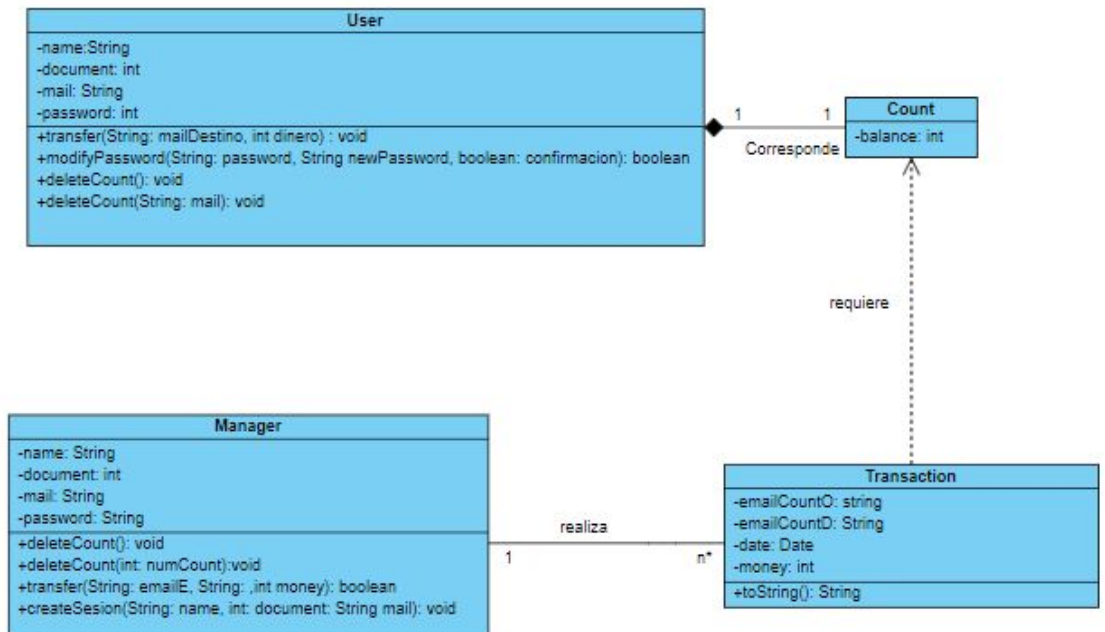 User
-name:String
-document: int
-mail: String
-password: int
+transfer(String: mailDestino, int dinero) : void
+modifyPassword(String: password, String newPassword, boolean: confirmacion): boolean
+deleteCount(): void
+deleteCount(String: mail): void
1
1
Corresponde
Count
-balance: int
requiere
Manager
-name: String
-document: int
-mail: String
-password: String
+deleteCount(): void
+deleteCount(int: numCount):void
+transfer(String: emailE, String: ,int money): boolean
+createSesion(String: name, int: document: String mail): void
realiza
1
n*
Transaction
-emailCountO: string
-emailCountD: String
-date: Date
-money: int
+toString(): String